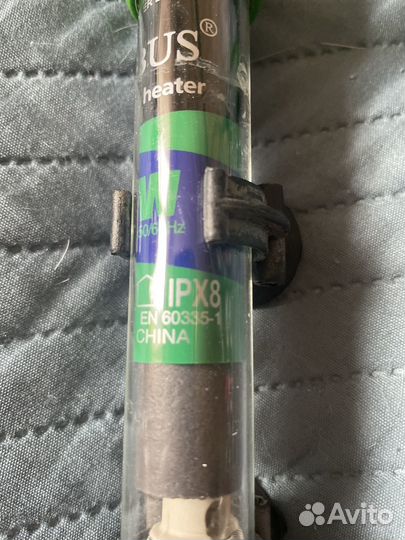 BUS®
heater
W
50/60Hz
IPX8
EN 60335-1
CHINA
Avito